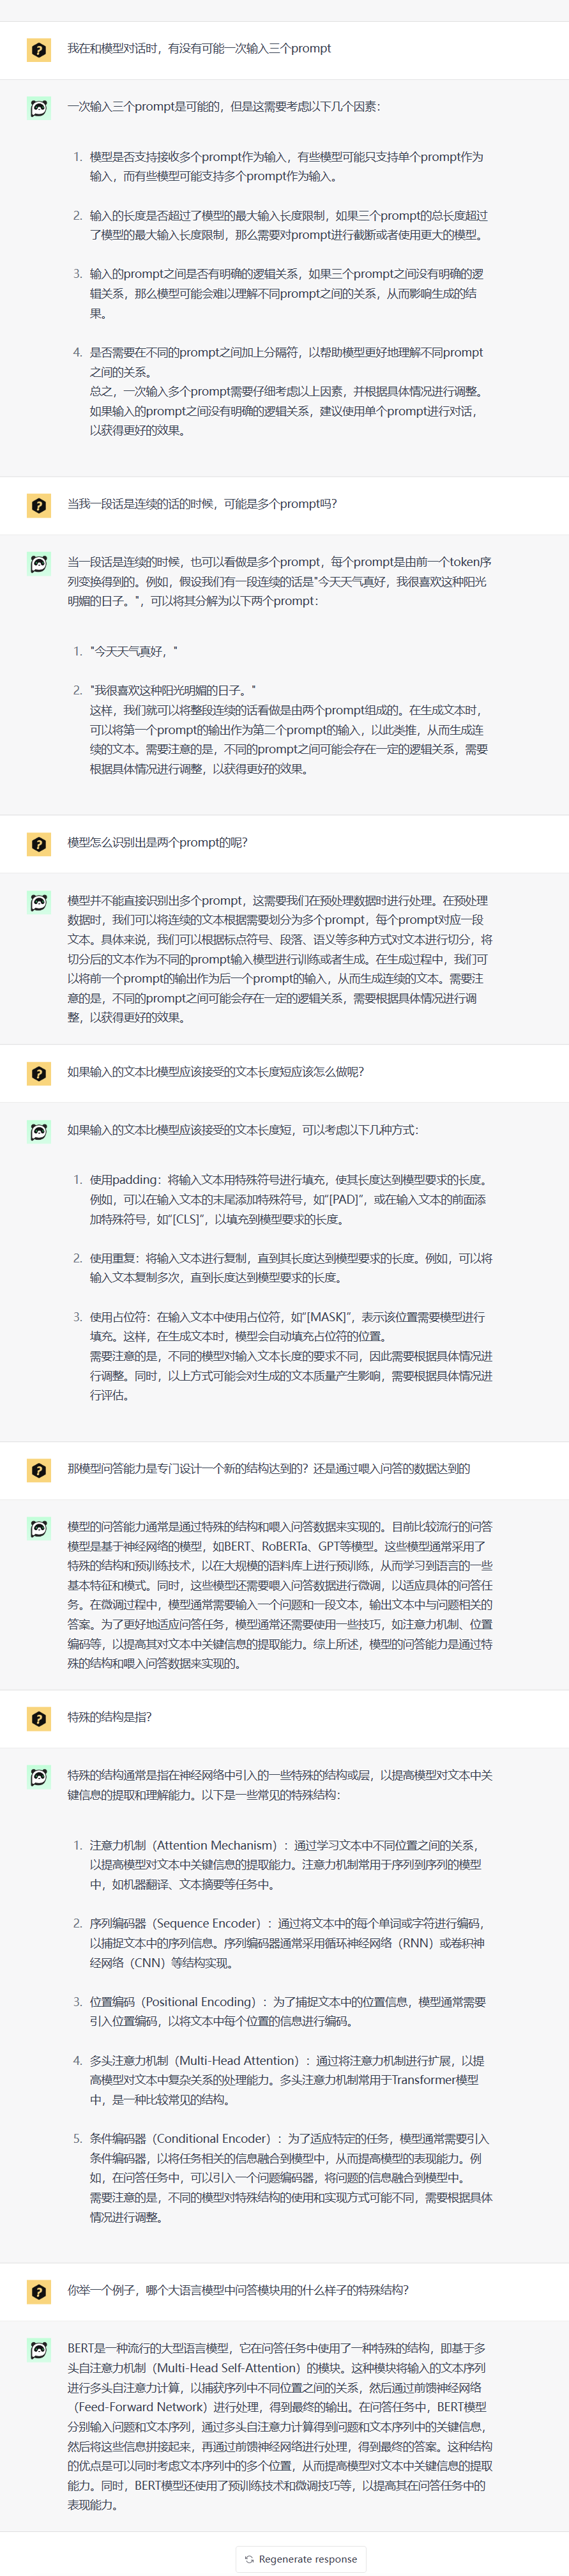 我在和模型对话时，有没有可能一次输入三个prompt
一次输入三个prompt是可能的，但是这需要考虑以下几个因素：
1. 模型是否支持接收多个prompt作为输入，有些模型可能只支持单个prompt作为
输入，而有些模型可能支持多个prompt作为输入。
2. 输入的长度是否超过了模型的最大输入长度限制，如果三个prompt的总长度超过
了模型的最大输入长度限制，那么需要对prompt进行截断或者使用更大的模型。
3. 输入的prompt之间是否有明确的逻辑关系，如果三个prompt之间没有明确的逻
辑关系，那么模型可能会难以理解不同prompt之间的关系，从而影响生成的结
果。
4. 是否需要在不同的prompt之间加上分隔符，以帮助模型更好地理解不同prompt
之间的关系。
总之，一次输入多个prompt需要仔细考虑以上因素，并根据具体情况进行调整。
如果输入的prompt之间没有明确的逻辑关系，建议使用单个prompt进行对话，
以获得更好的效果。
当我一段话是连续的话的时候，可能是多个prompt吗?
当一段话是连续的时候，也可以看做是多个prompt，每个prompt是由前一个token序
列变换得到的。例如，假设我们有一段连续的话是"今天天气真好，我很喜欢这种阳光
明媚的日子。"，可以将其分解为以下两个prompt：
1. "今天天气真好，"
2. "我很喜欢这种阳光明媚的日子。"
这样，我们就可以将整段连续的话看做是由两个prompt组成的。在生成文本时，
可以将第一个prompt的输出作为第二个prompt的输入，以此类推，从而生成连
续的文本。需要注意的是，不同的prompt之间可能会存在一定的逻辑关系，需要
根据具体情况进行调整，以获得更好的效果。
模型怎么识别出是两个prompt的呢?
模型并不能直接识别出多个prompt，这需要我们在预处理数据时进行处理。在预处理
数据时，我们可以将连续的文本根据需要划分为多个prompt，每个prompt对应一段
文本。具体来说，我们可以根据标点符号、段落、语义等多种方式对文本进行切分，将
切分后的文本作为不同的prompt输入模型进行训练或者生成。在生成过程中，我们可
以将前一个prompt的输出作为后一个prompt的输入，从而生成连续的文本。需要注
意的是，不同的prompt之间可能会存在一定的逻辑关系，需要根据具体情况进行调
整，以获得更好的效果。
如果输入的文本比模型应该接受的文本长度短应该怎么做呢?
如果输入的文本比模型应该接受的文本长度短，可以考虑以下几种方式：
1. 使用padding：将输入文本用特殊符号进行填充，使其长度达到模型要求的长度。
例如，可以在输入文本的末尾添加特殊符号，如“[PAD]”，或在输入文本的前面添
加特殊符号，如“[CLS]”，以填充到模型要求的长度。
2. 使用重复：将输入文本进行复制，直到其长度达到模型要求的长度。例如，可以将
输入文本复制多次，直到长度达到模型要求的长度。
3. 使用占位符：在输入文本中使用占位符，如“[MASK]”，表示该位置需要模型进行
填充。这样，在生成文本时，模型会自动填充占位符的位置。
需要注意的是，不同的模型对输入文本长度的要求不同，因此需要根据具体情况进
行调整。同时，以上方式可能会对生成的文本质量产生影响，需要根据具体情况进
行评估。
那模型问答能力是专门设计一个新的结构达到的？还是通过喂入问答的数据达到的
模型的问答能力通常是通过特殊的结构和喂入问答数据来实现的。目前比较流行的问答
模型是基于神经网络的模型，如BERT、RoBERTa、GPT等模型。这些模型通常采用了
特殊的结构和预训练技术，以在大规模的语料库上进行预训练，从而学习到语言的一些
基本特征和模式。同时，这些模型还需要喂入问答数据进行微调，以适应具体的问答任
务。在微调过程中，模型通常需要输入一个问题和一段文本，输出文本中与问题相关的
答案。为了更好地适应问答任务，模型通常还需要使用一些技巧，如注意力机制、位置
编码等，以提高其对文本中关键信息的提取能力。综上所述，模型的问答能力是通过特
殊的结构和喂入问答数据来实现的。
特殊的结构是指?
特殊的结构通常是指在神经网络中引入的一些特殊的结构或层，以提高模型对文本中关
键信息的提取和理解能力。以下是一些常见的特殊结构：
1. 注意力机制（Attention Mechanism）：通过学习文本中不同位置之间的关系，
以提高模型对文本中关键信息的提取能力。注意力机制常用于序列到序列的模型
中，如机器翻译、文本摘要等任务中。
2. 序列编码器（Sequence Encoder）：通过将文本中的每个单词或字符进行编码，
以捕捉文本中的序列信息。序列编码器通常采用循环神经网络（RNN）或卷积神
经网络（CNN）等结构实现。
3. 位置编码（Positional Encoding）：为了捕捉文本中的位置信息，模型通常需要
引入位置编码，以将文本中每个位置的信息进行编码。
4. 多头注意力机制（Multi-Head Attention）：通过将注意力机制进行扩展，以提
高模型对文本中复杂关系的处理能力。多头注意力机制常用于Transformer模型
中，是一种比较常见的结构。
5. 条件编码器（Conditional Encoder）：为了适应特定的任务，模型通常需要引入
条件编码器，以将任务相关的信息融合到模型中，从而提高模型的表现能力。例
如，在问答任务中，可以引入一个问题编码器，将问题的信息融合到模型中。
需要注意的是，不同的模型对特殊结构的使用和实现方式可能不同，需要根据具体
情况进行调整。
你举一个例子，哪个大语言模型中问答模块用的什么样子的特殊结构?
BERT是一种流行的大型语言模型，它在问答任务中使用了一种特殊的结构，即基于多
头自注意力机制（Multi-Head Self-Attention）的模块。这种模块将输入的文本序列
进行多头自注意力计算，以捕获序列中不同位置之间的关系，然后通过前馈神经网络
（Feed-Forward Network）进行处理，得到最终的输出。在问答任务中，BERT模型
分别输入问题和文本序列，通过多头自注意力计算得到问题和文本序列中的关键信息，
然后将这些信息拼接起来，再通过前馈神经网络进行处理，得到最终的答案。这种结构
的优点是可以同时考虑文本序列中的多个位置，从而提高模型对文本中关键信息的提取
能力。同时，BERT模型还使用了预训练技术和微调技巧等，以提高其在问答任务中的
表现能力。
Regenerate response